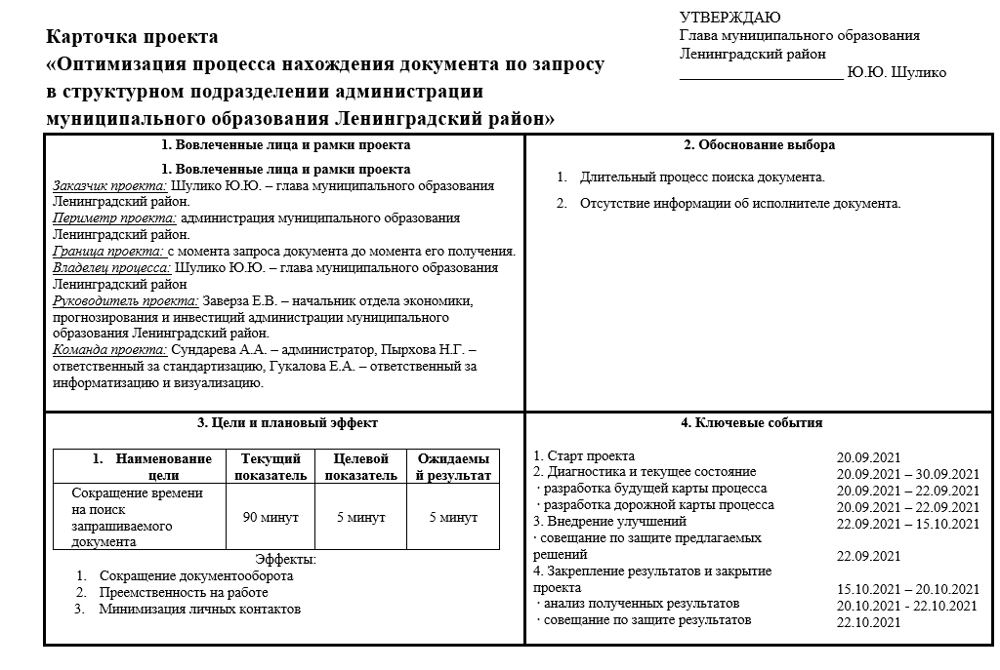 УТВЕРЖДАЮ
Глава муниципального образования
Ленинградский район
______________________ Ю.Ю. Шулико
Карточка проекта
«Оптимизация процесса нахождения документа по запросу
в структурном подразделении администрации
муниципального образования Ленинградский район»
1. Вовлеченные лица и рамки проекта
1. Вовлеченные лица и рамки проекта
Заказчик проекта: Шулико Ю.Ю. – глава муниципального образования
Ленинградский район.
Периметр проекта: администрация муниципального образования
Ленинградский район.
Граница проекта: с момента запроса документа до момента его получения.
Владелец процесса: Шулико Ю.Ю. – глава муниципального образования
Ленинградский район
Руководитель проекта: Заверза Е.В. – начальник отдела экономики,
прогнозирования и инвестиций администрации муниципального
образования Ленинградский район.
Команда проекта: Сундарева А.А. – администратор, Пырхова Н.Г. –
ответственный за стандартизацию, Гукалова Е.А. – ответственный за
информатизацию и визуализацию.
2. Обоснование выбора
1. Длительный процесс поиска документа.
2. Отсутствие информации об исполнителе документа.
3. Цели и плановый эффект
1. Наименование
цели
Текущий
показатель
Целевой
показатель
Ожидаемы
й результат
Сокращение времени
на поиск
запрашиваемого
документа
90 минут
5 минут
5 минут
Эффекты:
1. Сокращение документооборота
2. Преемственность на работе
3. Минимизация личных контактов
4. Ключевые события
1. Старт проекта 20.09.2021
2. Диагностика и текущее состояние 20.09.2021 – 30.09.2021
· разработка будущей карты процесса 20.09.2021 – 22.09.2021
· разработка дорожной карты процесса 20.09.2021 – 22.09.2021
3. Внедрение улучшений 22.09.2021 – 15.10.2021
· совещание по защите предлагаемых
решений 22.09.2021
4. Закрепление результатов и закрытие
проекта 15.10.2021 – 20.10.2021
· анализ полученных результатов 20.10.2021 - 22.10.2021
· совещание по защите результатов 22.10.2021